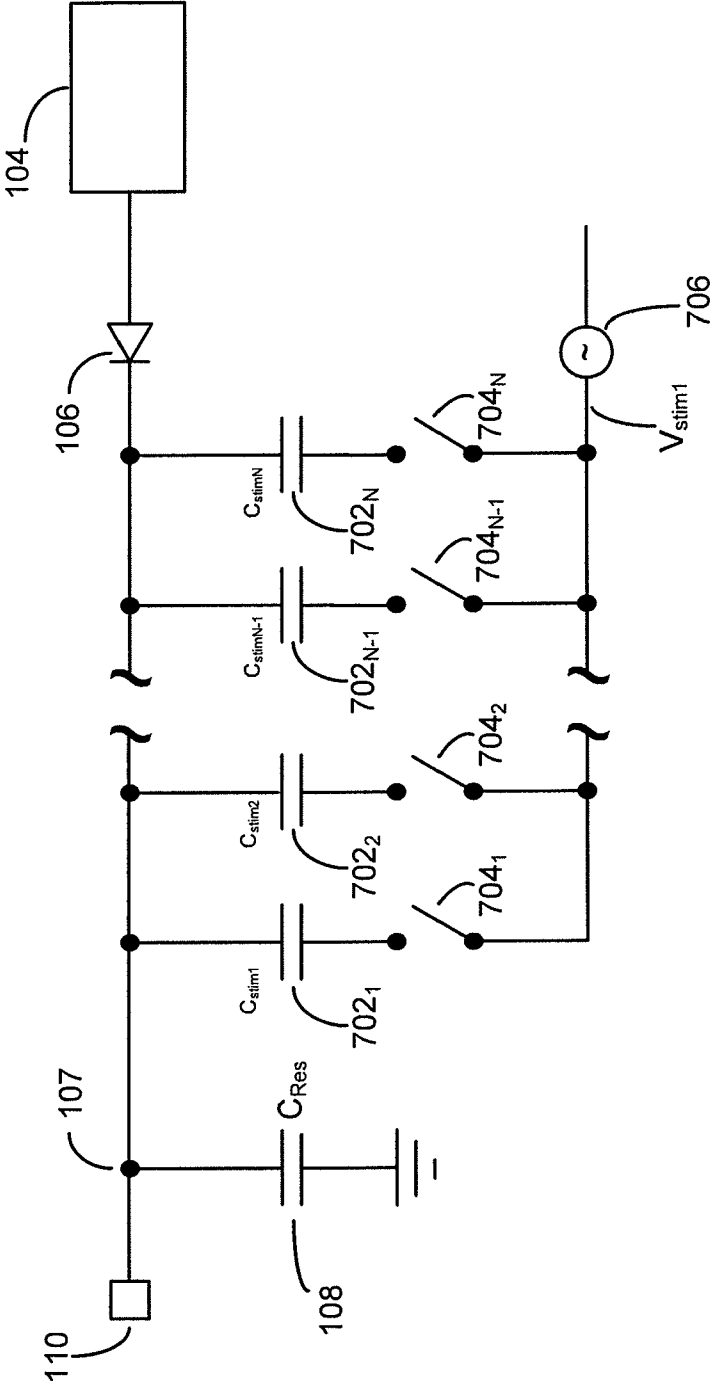 104
106
107
110
C_stimN
C_stimN-1
C_stim2
C_stim1
C_Res
702_N
702_N-1
702_2
702_1
108
704_N
704_N-1
704_2
704_1
~
V_stim1
706